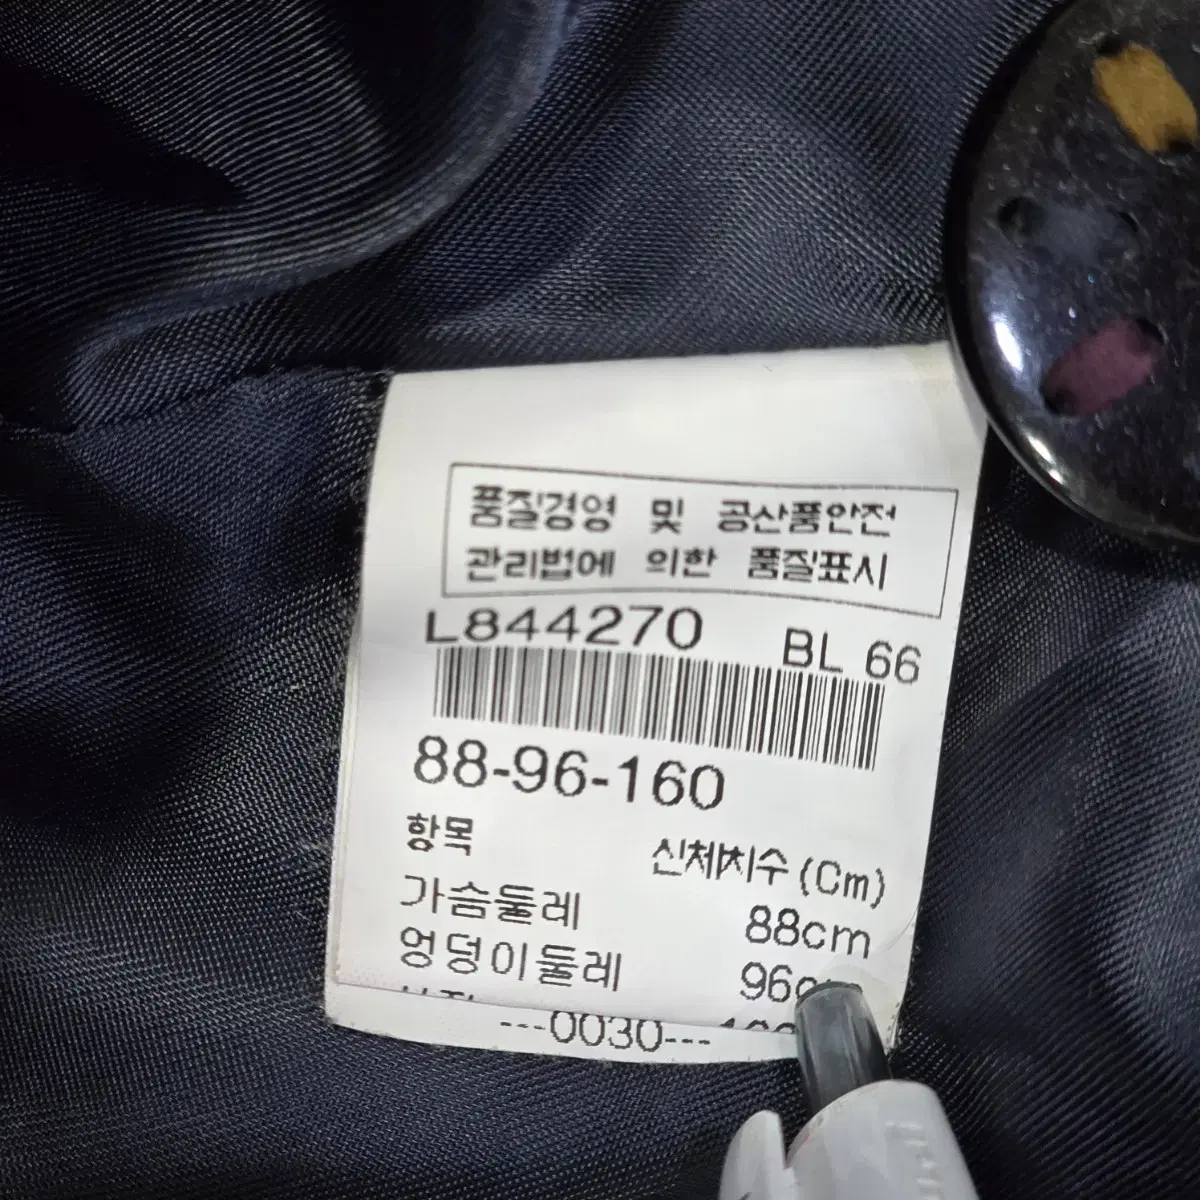 품질경영 및 공산품안전
관리법에 의한 품질표시
L844270 BL 66
88-96-160
항목 신체치수(Cm)
가슴둘레 88cm
엉덩이둘레
---0030---